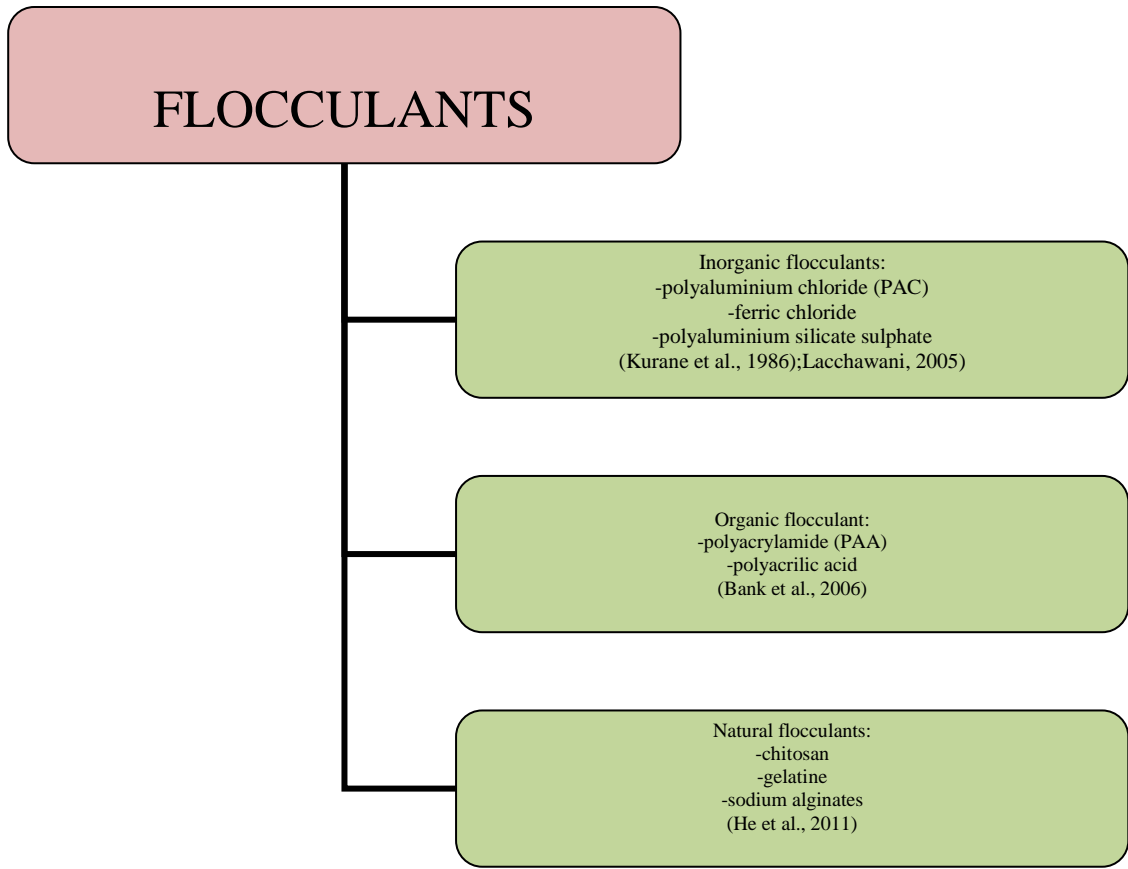 FLOCCULANTS
Inorganic flocculants:
-polyaluminium chloride (PAC)
-ferric chloride
-polyaluminium silicate sulphate
(Kurane et al., 1986);Lacchawani, 2005)
Organic flocculant:
-polyacrylamide (PAA)
-polyacrilic acid
(Bank et al., 2006)
Natural flocculants:
-chitosan
-gelatine
-sodium alginates
(He et al., 2011)